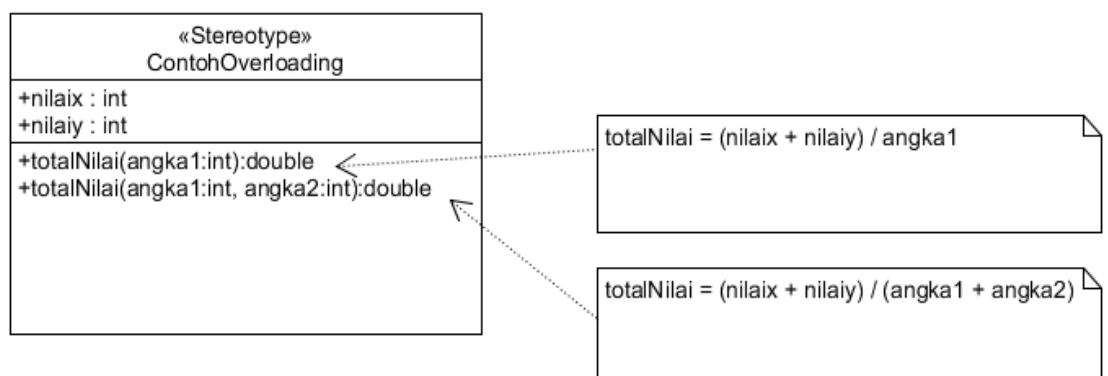 «Stereotype»
ContohOverloading
+nilaix : int
+nilaiy : int
+totalNilai(angka1:int):double
+totalNilai(angka1:int, angka2:int):double
totalNilai = (nilaix + nilaiy) / angka1
totalNilai = (nilaix + nilaiy) / (angka1 + angka2)